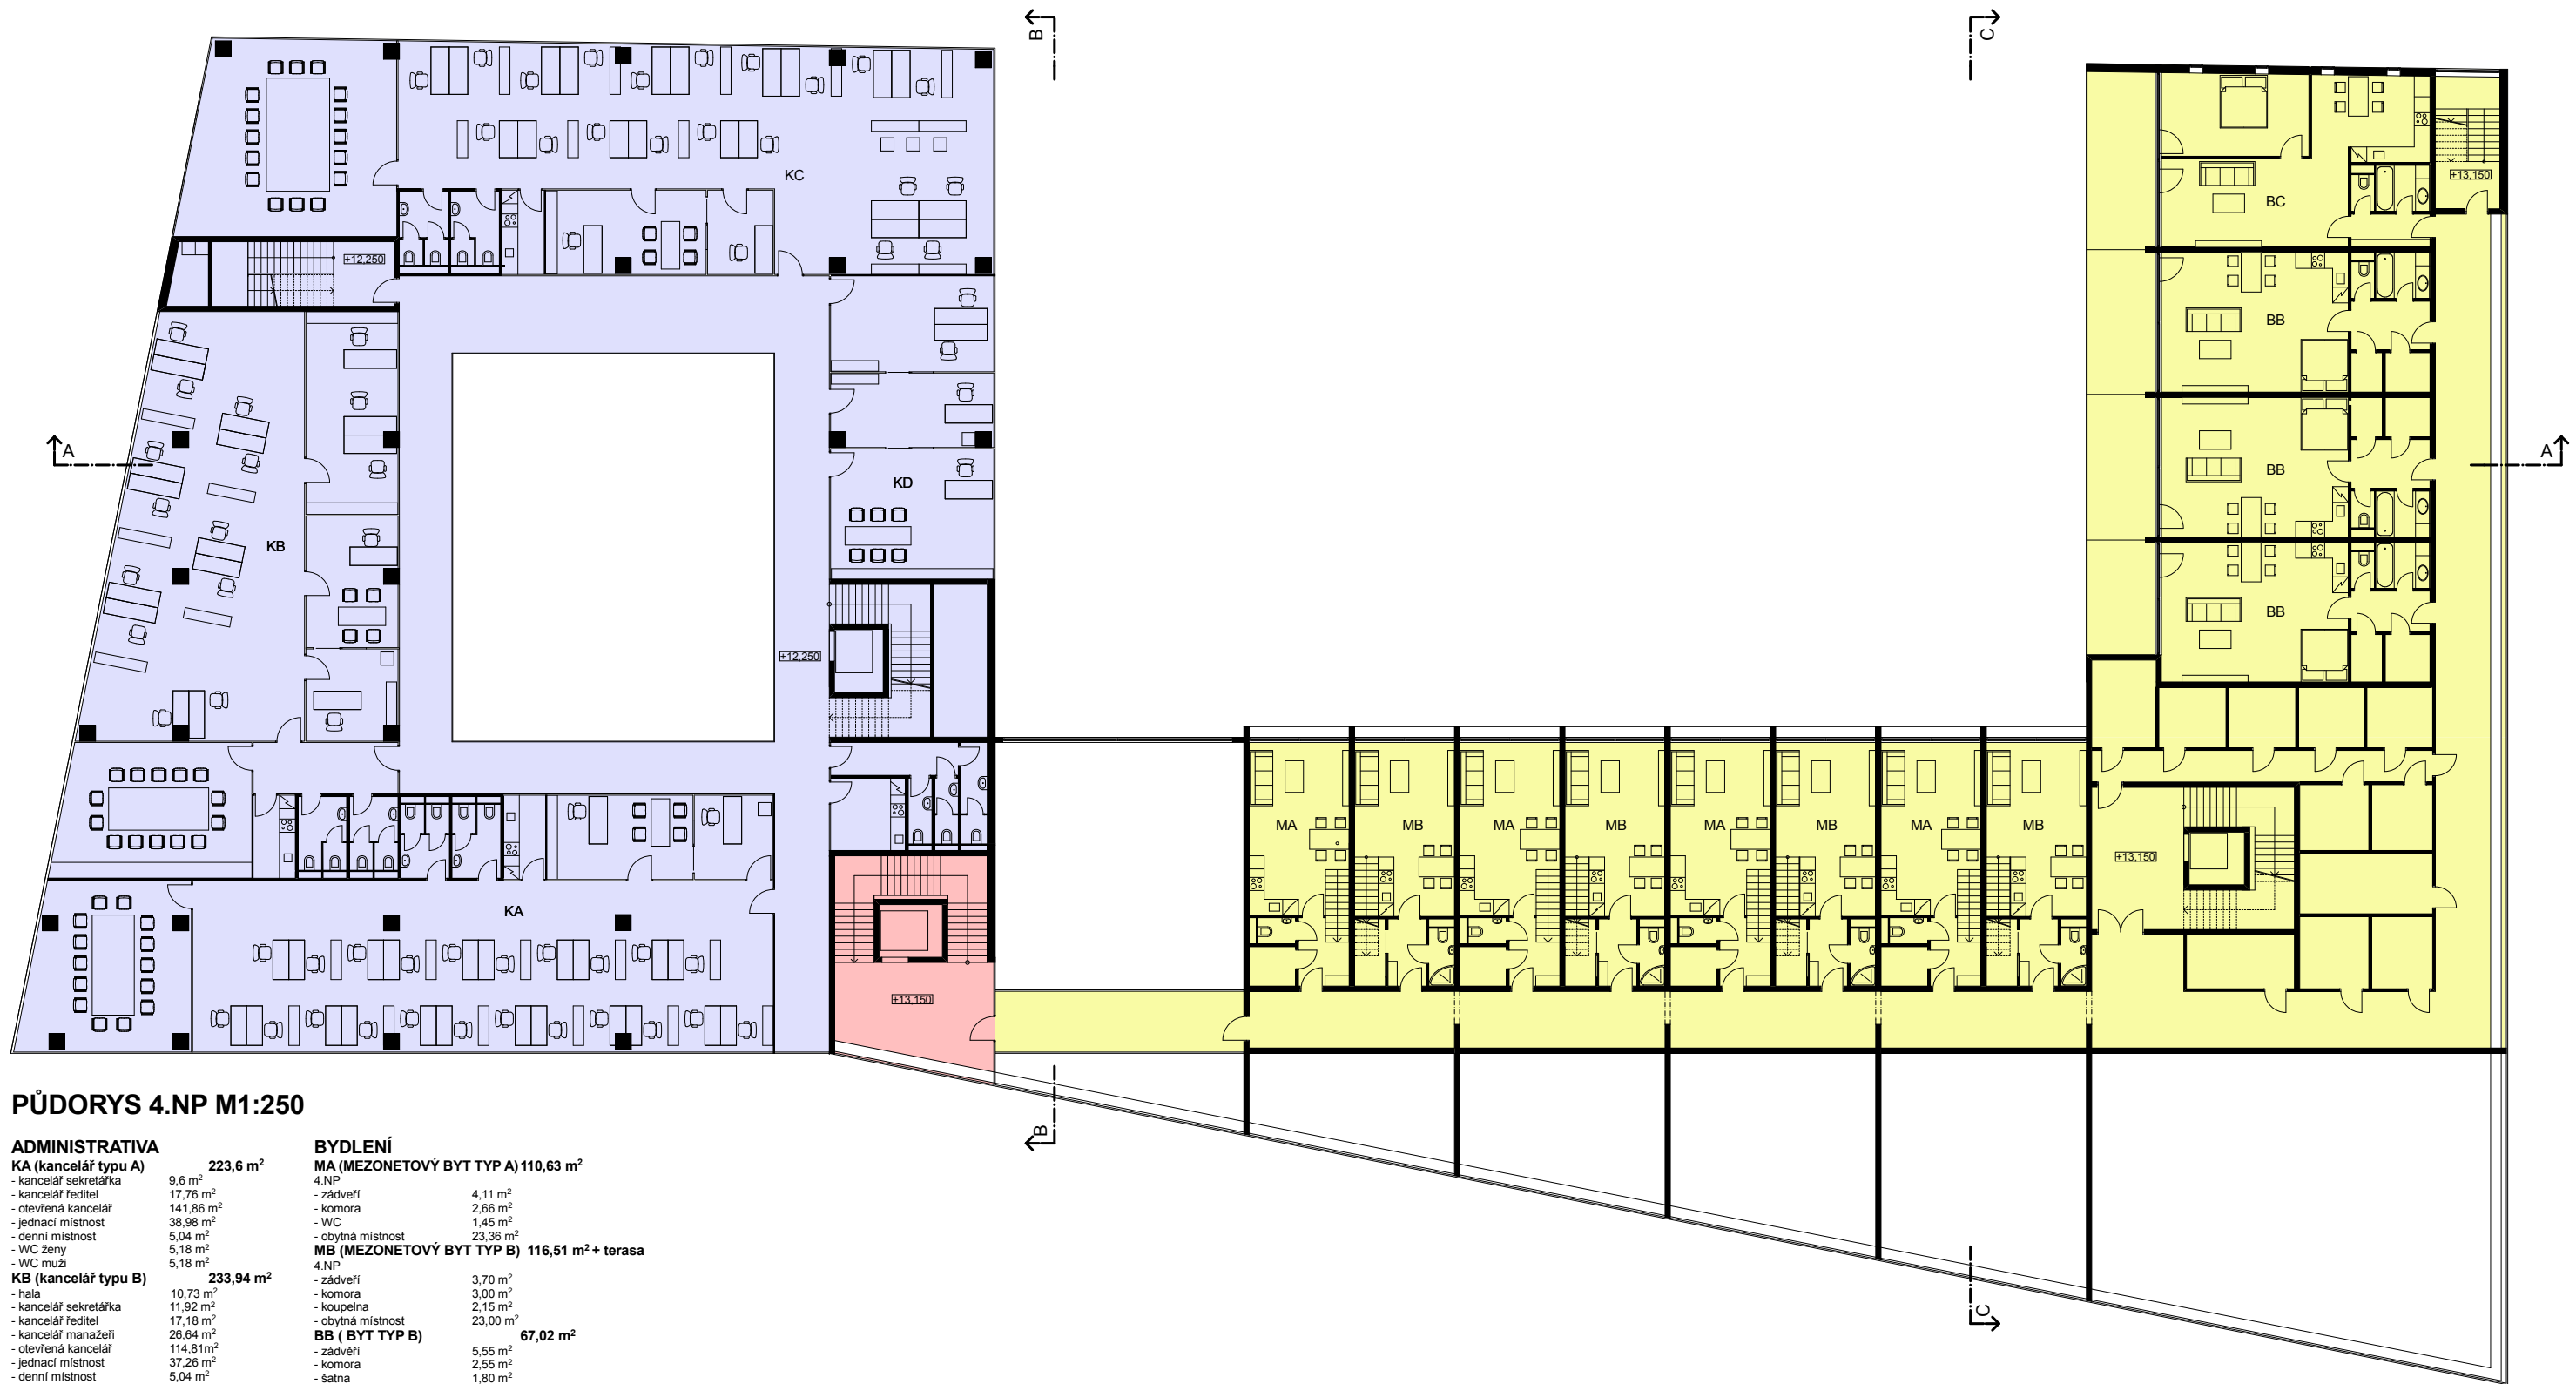 B
C
KC
+13,150
BC
+12,250
BB
A
A
BB
KD
KB
BB
+12,250
MA
MB
MA
MB
MA
MB
MA
MB
+13,150
KA
+13,150
B
C
PŮDORYS 4.NP M1:250
ADMINISTRATIVA
KA (kancelář typu A) 223,6 m²
- kancelář sekretářka 9,6 m²
- kancelář ředitel 17,76 m²
- otevřená kancelář 141,86 m²
- jednací místnost 38,98 m²
- denní místnost 5,04 m²
- WC ženy 5,18 m²
- WC muži 5,18 m²
KB (kancelář typu B) 233,94 m²
- hala 10,73 m²
- kancelář sekretářka 11,92 m²
- kancelář ředitel 17,18 m²
- kancelář manažeři 26,64 m²
- otevřená kancelář 114,81m²
- jednací místnost 37,26 m²
- denní místnost 5,04 m²
BYDLENÍ
MA (MEZONETOVÝ BYT TYP A) 110,63 m²
4.NP
- zádveří 4,11 m²
- komora 2,66 m²
- WC 1,45 m²
- obytná místnost 23,36 m²
MB (MEZONETOVÝ BYT TYP B) 116,51 m² + terasa
4.NP
- zádveří 3,70 m²
- komora 3,00 m²
- koupelna 2,15 m²
- obytná místnost 23,00 m²
BB ( BYT TYP B) 67,02 m²
- zádvěří 5,55 m²
- komora 2,55 m²
- šatna 1,80 m²